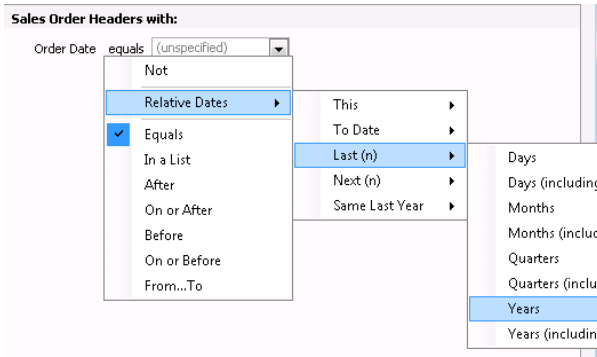 Sales Order Headers with:
Order Date equals (unspecified)
Not
Relative Dates
Equals
In a List
After
On or After
Before
On or Before
From...To
This
To Date
Last (n)
Next (n)
Same Last Year
Days
Days (including
Months
Months (includ
Quarters
Quarters (inclu
Years
Years (includin